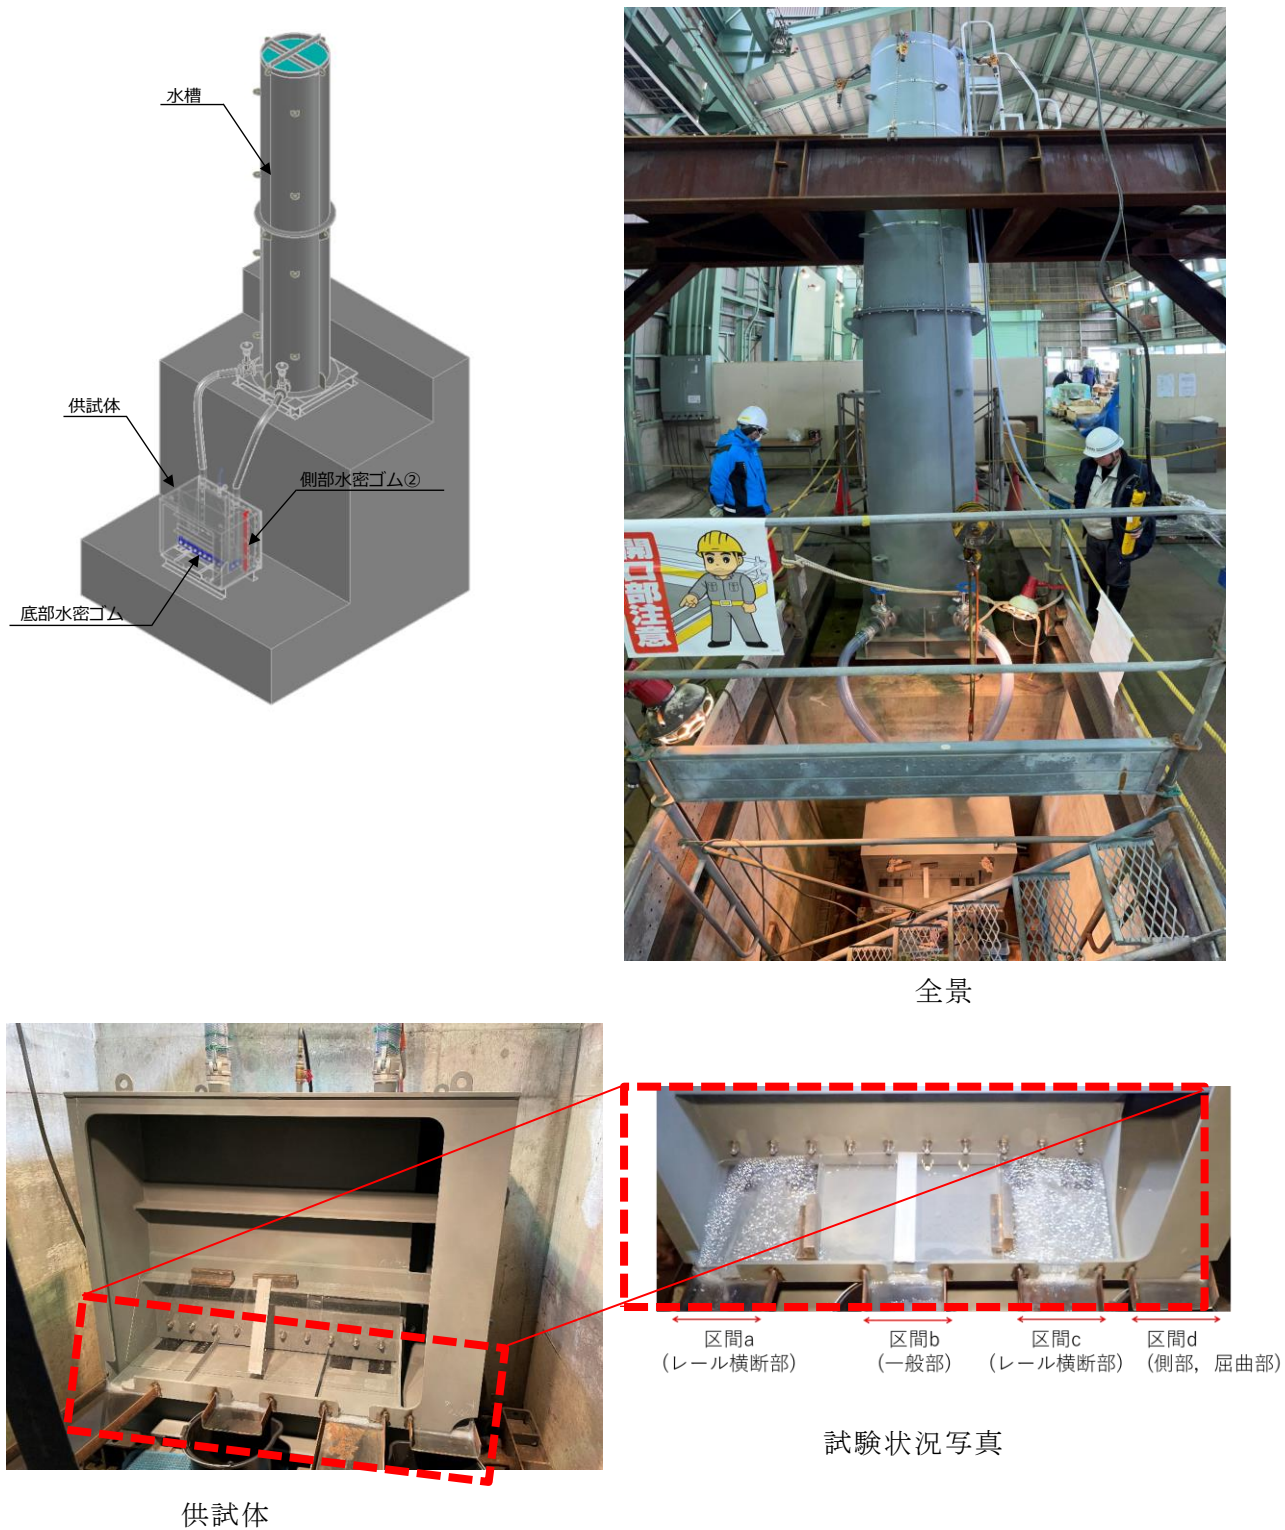 水槽
供試体
側部水密ゴム②
底部水密ゴム
開口部注意
全景
区間a
(レール横断部)
区間b
(一般部)
区間c
(レール横断部)
区間d
(側部，屈曲部)
試験状況写真
供試体